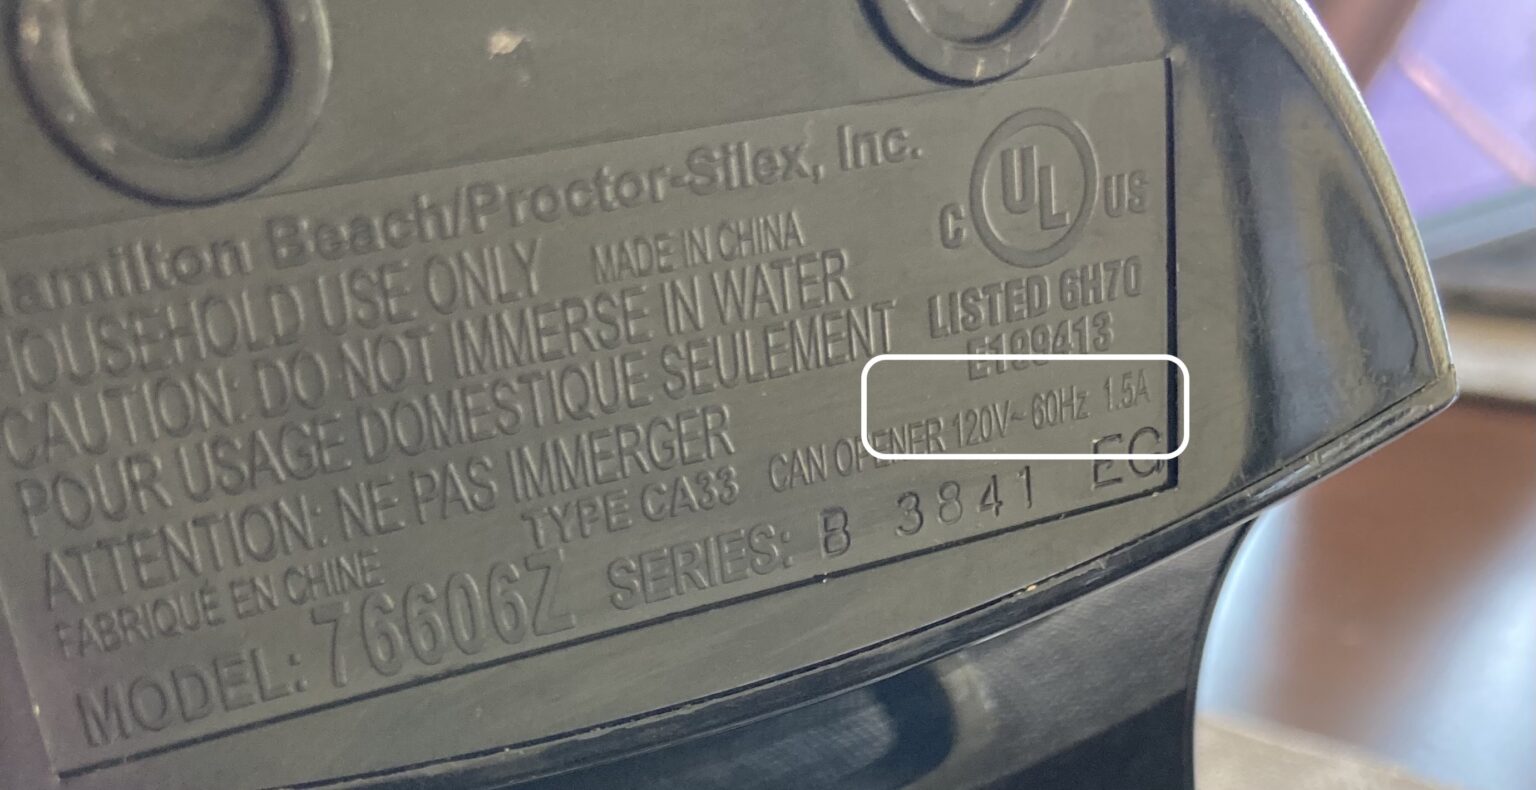 Hamilton Beach/Proctor-Silex, Inc.
HOUSEHOLD USE ONLY MADE IN CHINA
CAUTION: DO NOT IMMERSE IN WATER
POUR USAGE DOMESTIQUE SEULEMENT
ATTENTION: NE PAS IMMERGER
FABRIQUÉ EN CHINE
TYPE CA33
CAN OPENER 120V~ 60Hz 1.5A
MODEL: 76606Z SERIES: B 3841 EG
C UL US
LISTED 6H70
E199413